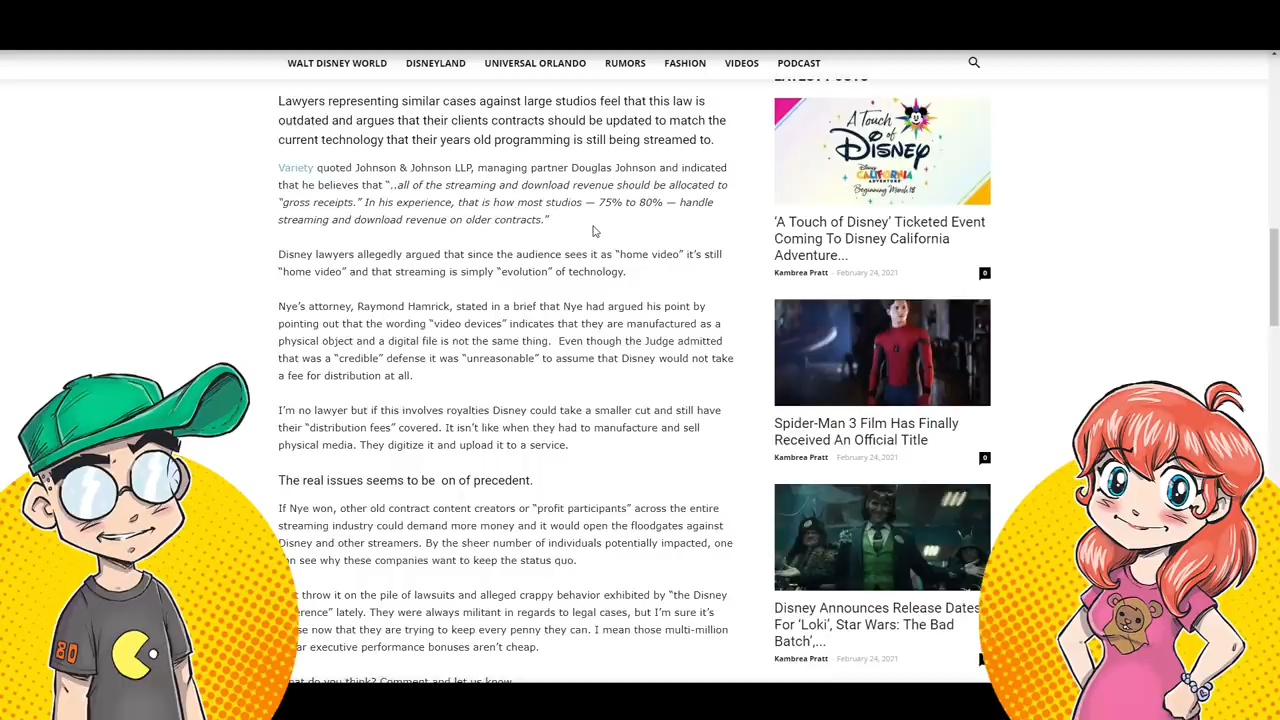 WALT DISNEY WORLD DISNEYLAND UNIVERSAL ORLANDO RUMORS FASHION VIDEOS PODCAST
Lawyers representing similar cases against large studios feel that this law is
outdated and argues that their clients contracts should be updated to match the
current technology that their years old programming is still being streamed to.
Variety quoted Johnson & Johnson LLP, managing partner Douglas Johnson and indicated
that he believes that “..all of the streaming and download revenue should be allocated to
“gross receipts.” In his experience, that is how most studios — 75% to 80% — handle
streaming and download revenue on older contracts.”
Disney lawyers allegedly argued that since the audience sees it as “home video” it’s still
“home video” and that streaming is simply “evolution” of technology.
Nye’s attorney, Raymond Hamrick, stated in a brief that Nye had argued his point by
pointing out that the wording “video devices” indicates that they are manufactured as a
physical object and a digital file is not the same thing. Even though the Judge admitted
that was a “credible” defense it was “unreasonable” to assume that Disney would not take
a fee for distribution at all.
I’m no lawyer but if this involves royalties Disney could take a smaller cut and still have
their “distribution fees” covered. It isn’t like when they had to manufacture and sell
physical media. They digitize it and upload it to a service.
The real issues seems to be on of precedent.
If Nye won, other old contract content creators or “profit participants” across the entire
streaming industry could demand more money and it would open the floodgates against
Disney and other streamers. By the sheer number of individuals potentially impacted, one
see why these companies want to keep the status quo.
throw it on the pile of lawsuits and alleged crappy behavior exhibited by “the Disney
lately. They were always militant in regards to legal cases, but I’m sure it’s
now that they are trying to keep every penny they can. I mean those multi-million
executive performance bonuses aren’t cheap.
do you think? Comment and let us know
LATEST POSTS
A Touch of
Disney
Disney
CALIFORNIA
ADVENTURE
Beginning March 18
‘A Touch of Disney’ Ticketed Event
Coming To Disney California
Adventure...
Kambrea Pratt - February 24, 2021 0
Spider-Man 3 Film Has Finally
Received An Official Title
Kambrea Pratt - February 24, 2021 0
Disney Announces Release Dates
For ‘Loki’, Star Wars: The Bad
Batch’,...
Kambrea Pratt - February 24, 2021
80